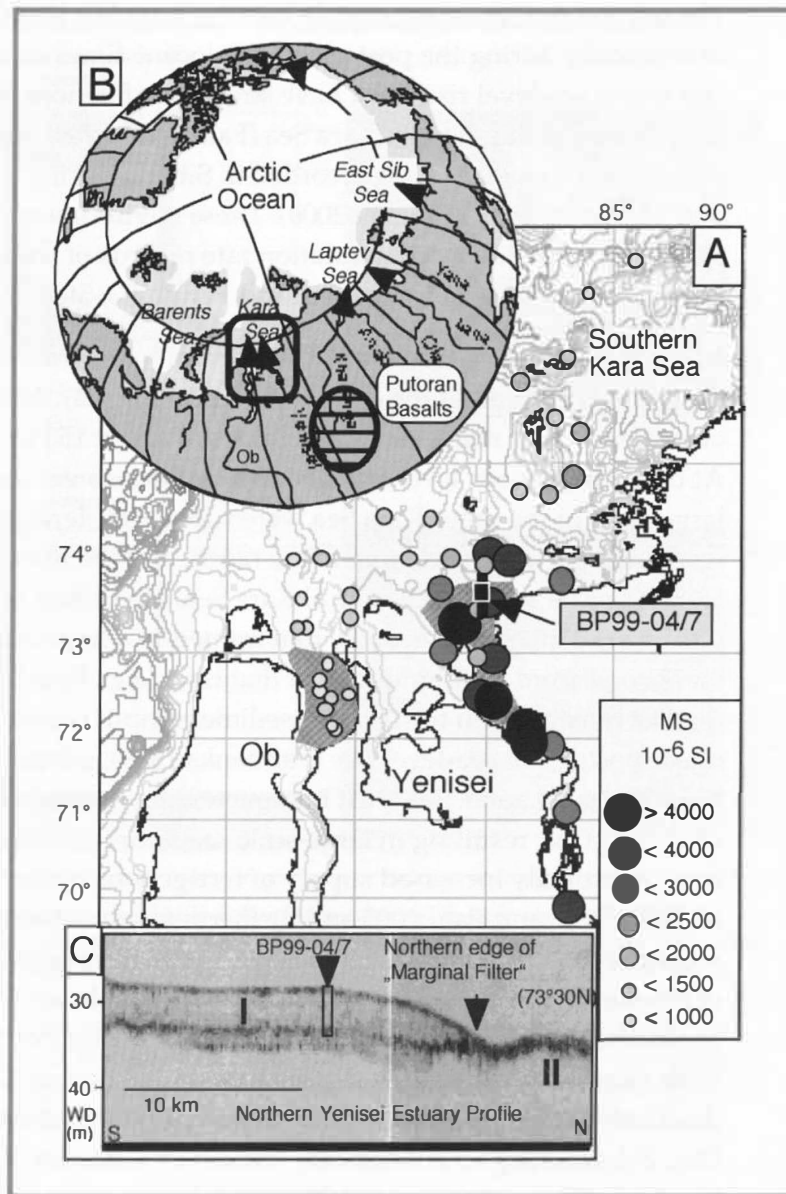 B
Arctic
Ocean
East Sib
Sea
Laptev
Sea
Barents
Sea
Kara
Sea
Yana
Ob
Putoran
Basalts
85° 90°
A
Southern
Kara Sea
74°
73°
72°
71°
70°
BP99-04/7
Ob
Yenisei
MS
10⁻⁶ SI
> 4000
< 4000
< 3000
< 2500
< 2000
< 1500
< 1000
C
BP99-04/7
Northern edge of
„Marginal Filter“
(73°30N)
I
II
30
40
WD
(m)
10 km
Northern Yenisei Estuary Profile
S
N